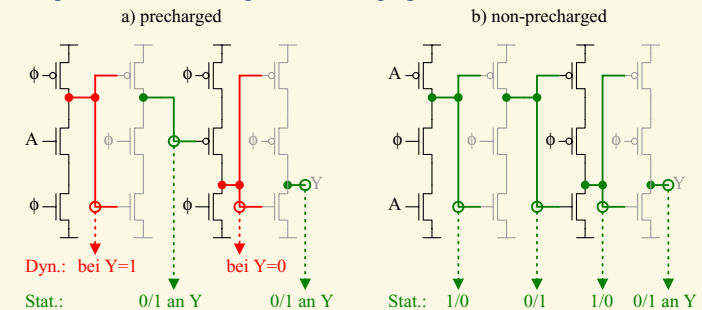 a) precharged
b) non-precharged
ϕ ϕ A
A ϕ ϕ ϕ ϕ
ϕ ϕ Y A Y
Dyn.: bei Y=1 bei Y=0
Stat.: 0/1 an Y 0/1 an Y Stat.: 1/0 0/1 1/0 0/1 an Y